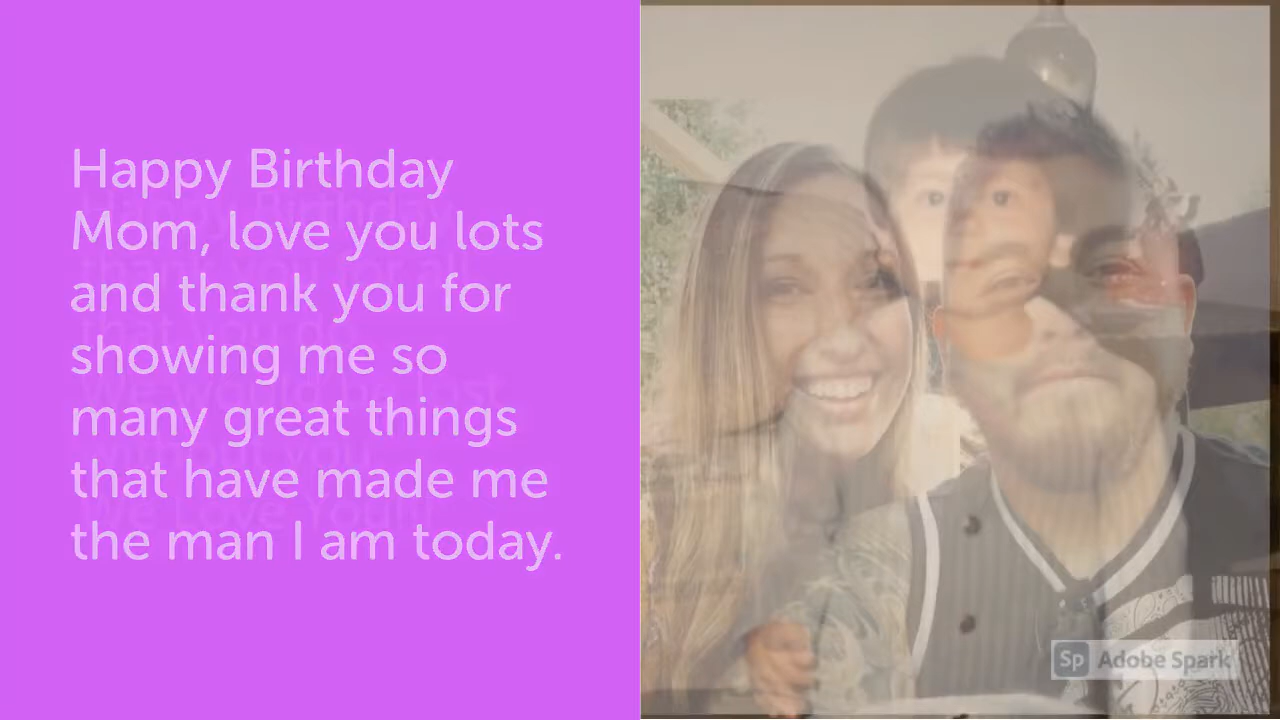 Happy Birthday
Mom, love you lots
and thank you for
showing me so
many great things
that have made me
the man I am today.
Sp Adobe Spark